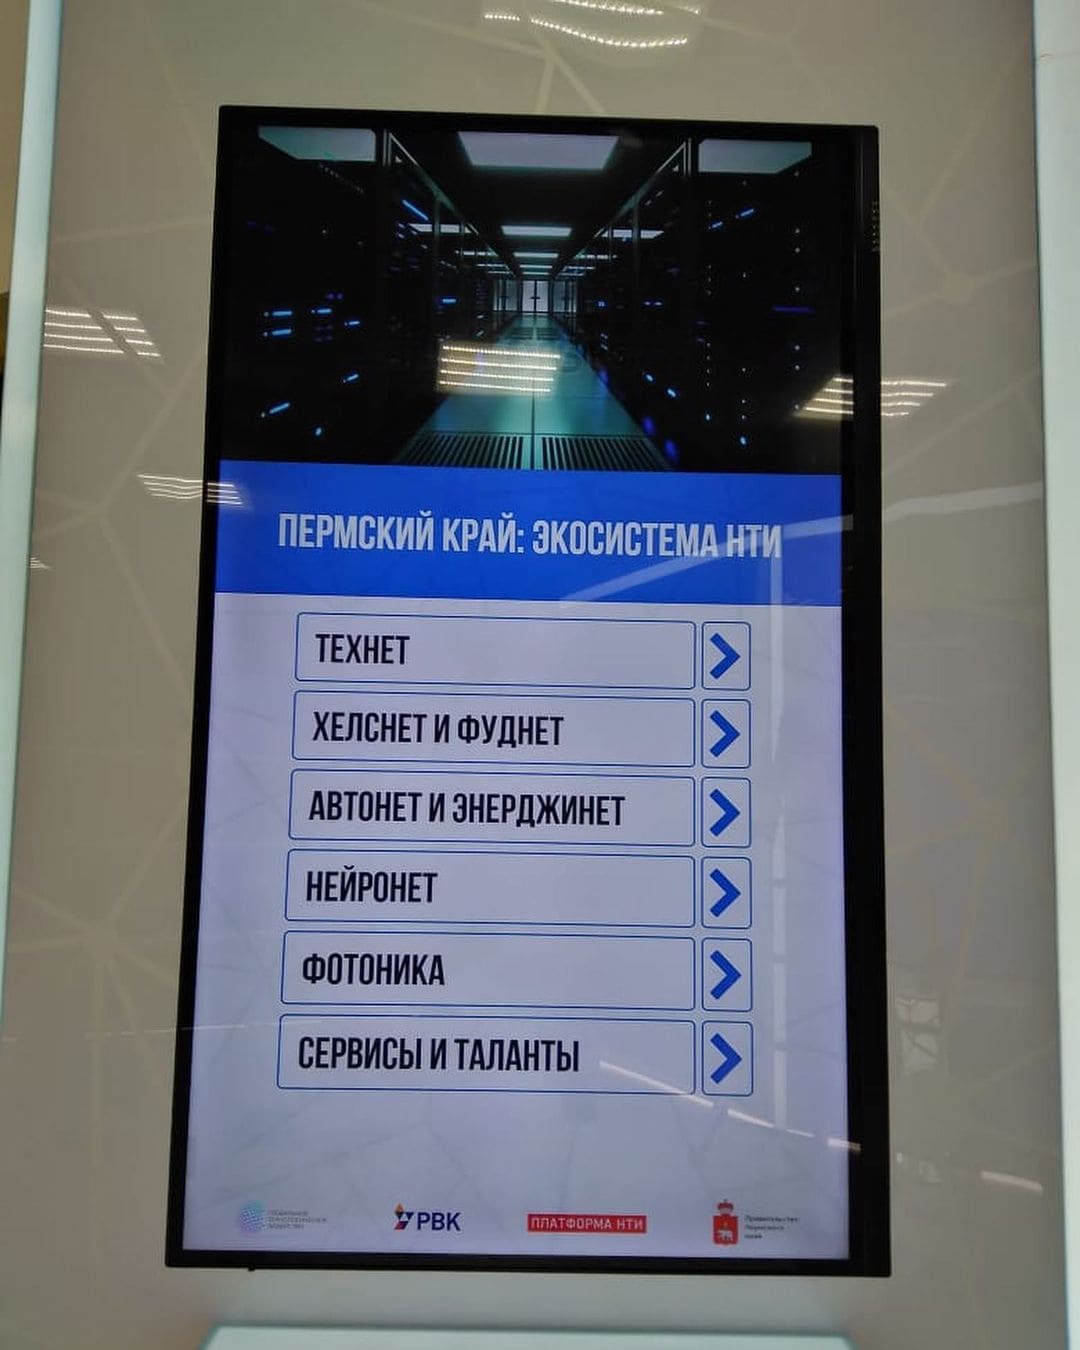 ПЕРМСКИЙ КРАЙ: ЭКОСИСТЕМА НТИ
ТЕХНЕТ
ХЕЛСНЕТ И ФУДНЕТ
АВТОНЕТ И ЭНЕРДЖИНЕТ
НЕЙРОНЕТ
ФОТОНИКА
СЕРВИСЫ И ТАЛАНТЫ
РВК
ПЛАТФОРМА НТИ
Правительство
Пермского
края